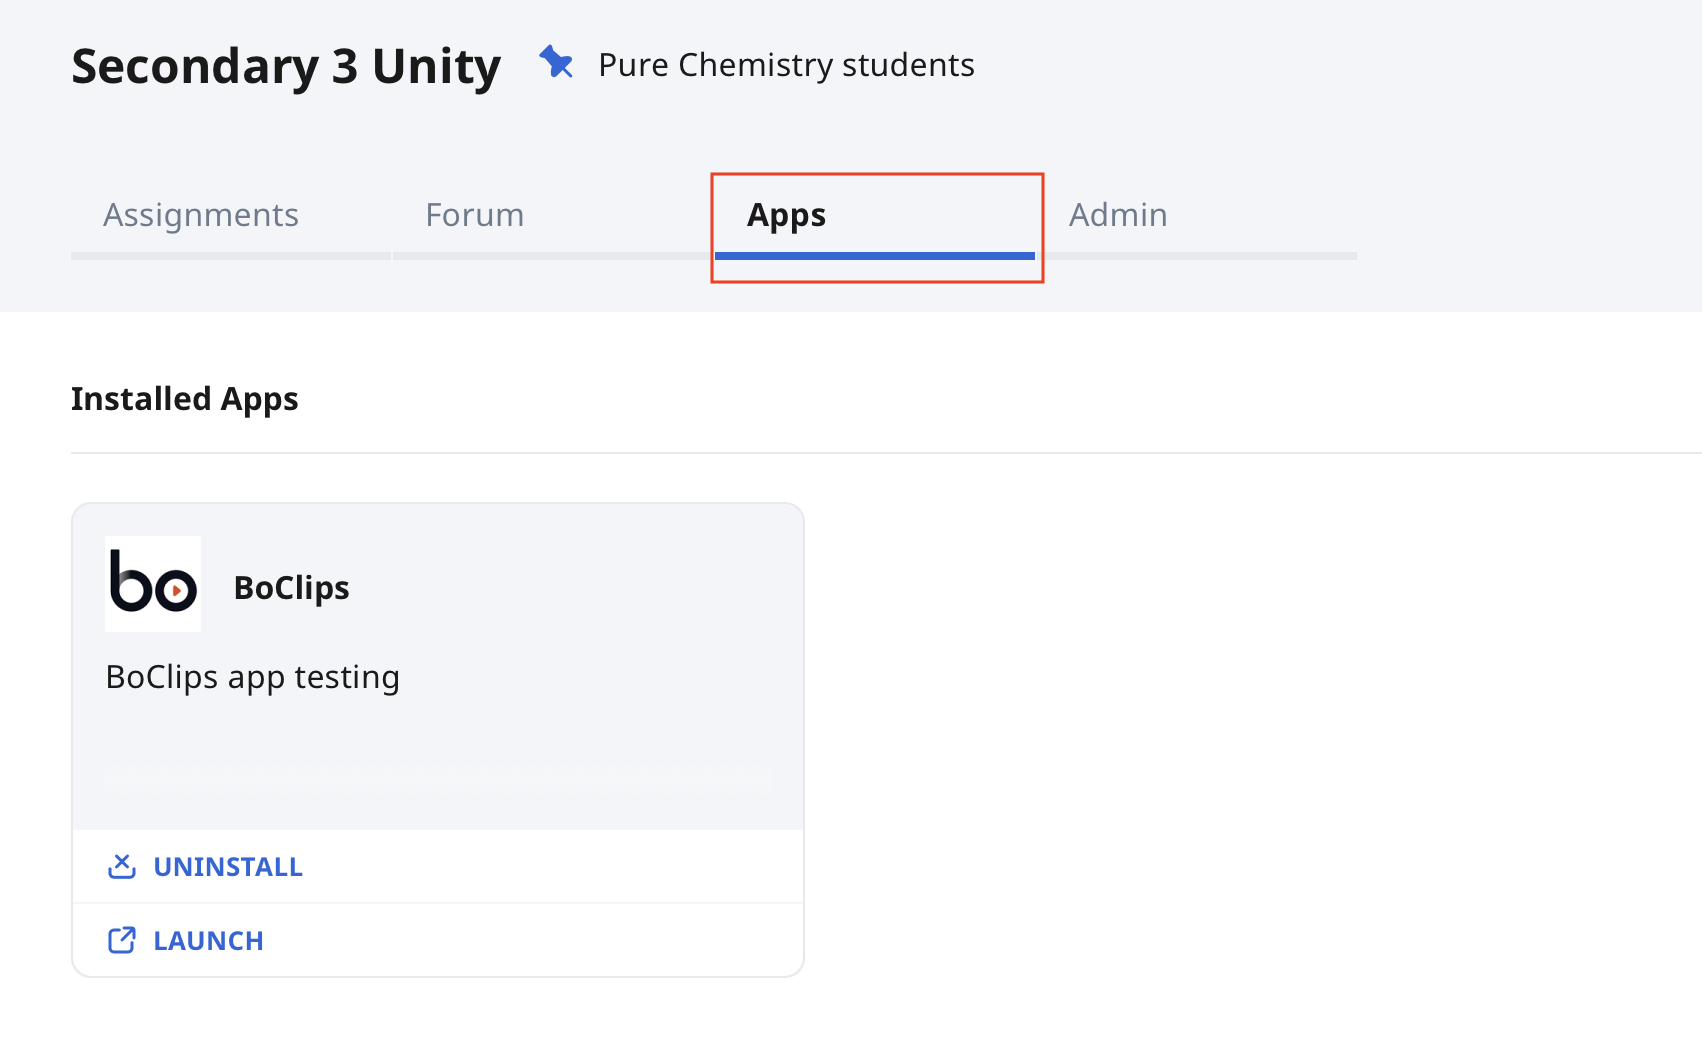 Secondary 3 Unity Pure Chemistry students
Assignments Forum Apps Admin
Installed Apps
bo BoClips
BoClips app testing
UNINSTALL
LAUNCH